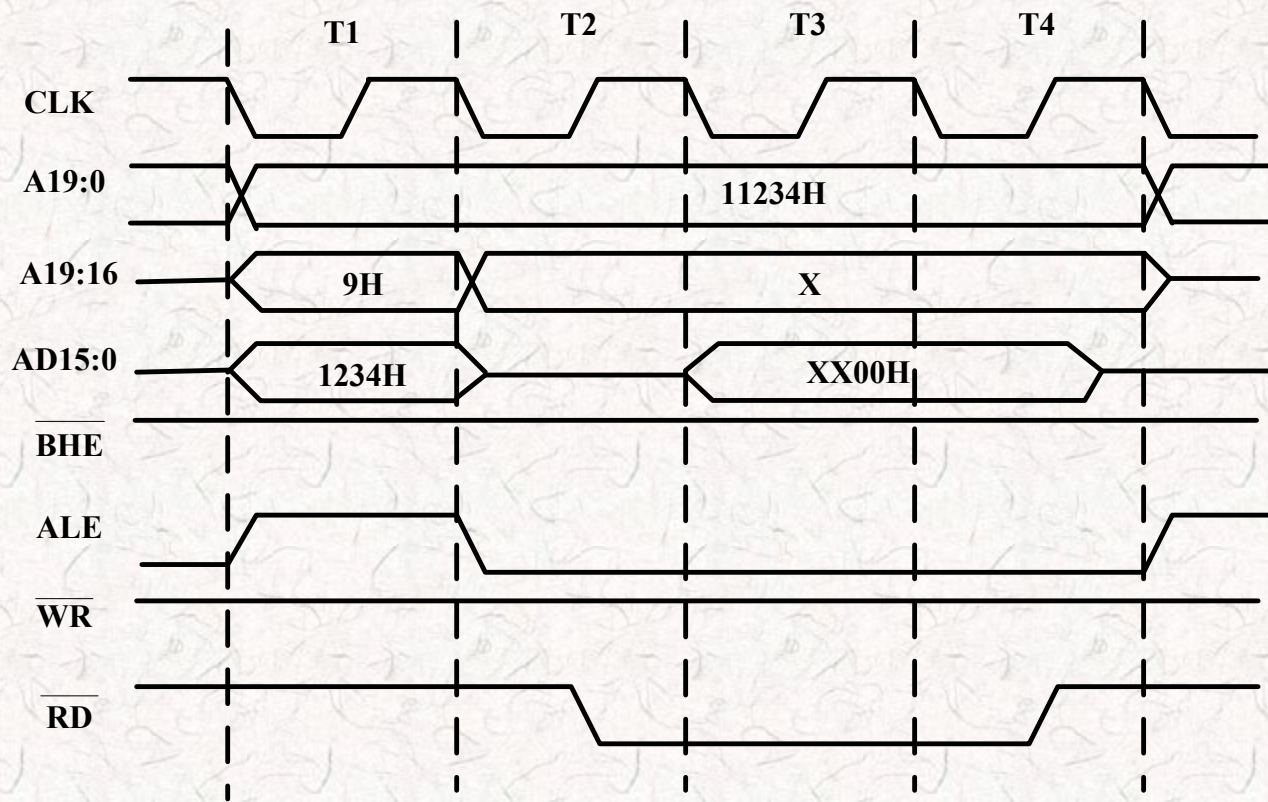 T1 T2 T3 T4
CLK
A19:0 11234H
A19:16 9H X
AD15:0 1234H XX00H
BHE
ALE
WR
RD